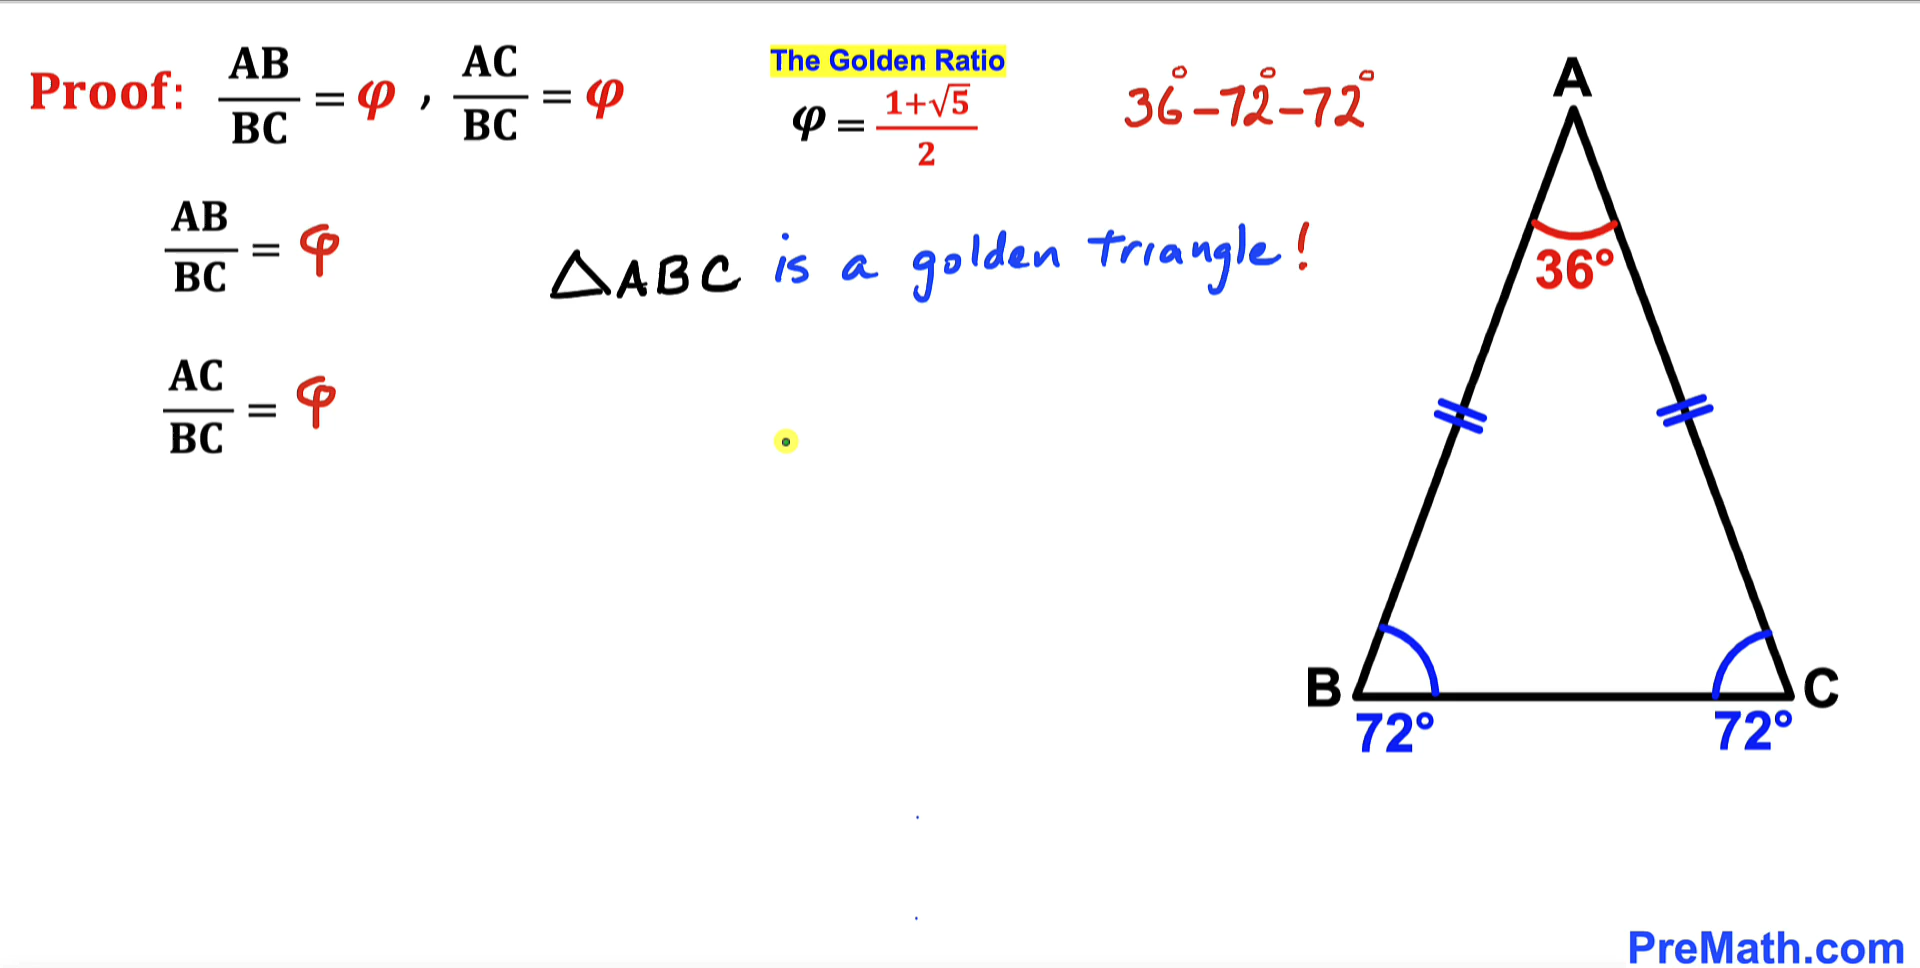 Proof: AB/BC = φ , AC/BC = φ
The Golden Ratio
φ = 1+√5/2
36°-72°-72°
A
AB/BC = φ
△ABC is a golden triangle!
36°
AC/BC = φ
B
C
72°
72°
PreMath.com